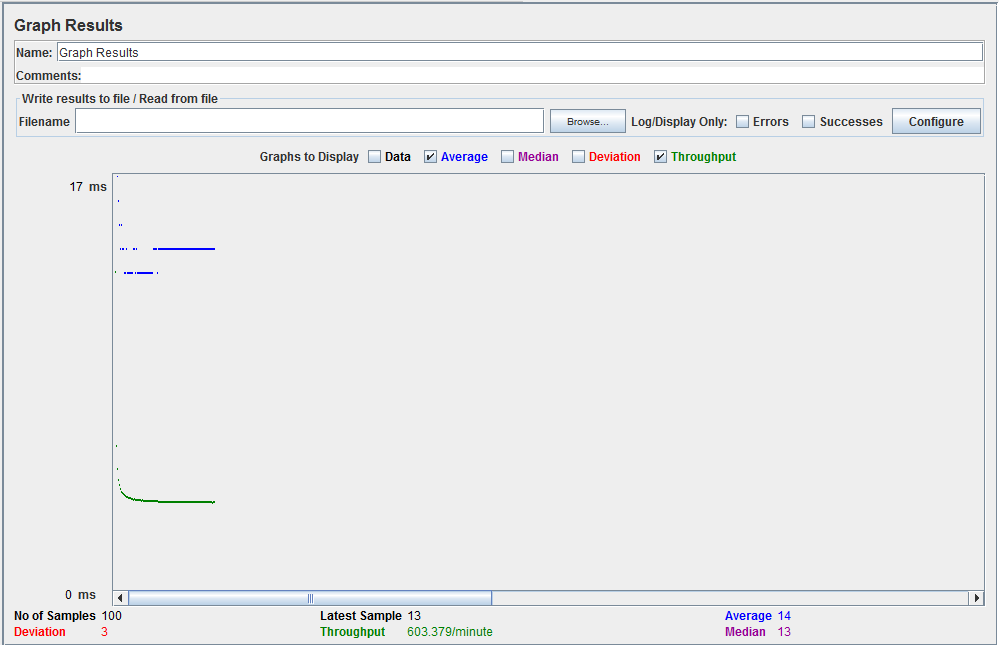 Graph Results
Name: Graph Results
Comments:
Write results to file / Read from file
Filename Browse... Log/Display Only: Errors Successes Configure
Graphs to Display Data Average Median Deviation Throughput
17 ms
0 ms
No of Samples 100 Latest Sample 13 Average 14
Deviation 3 Throughput 603.379/minute Median 13